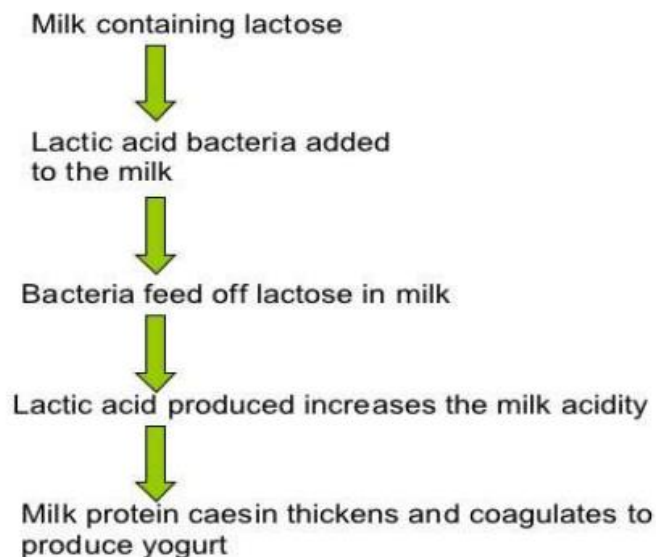 Milk containing lactose
Lactic acid bacteria added
to the milk
Bacteria feed off lactose in milk
Lactic acid produced increases the milk acidity
Milk protein caesin thickens and coagulates to
produce yogurt